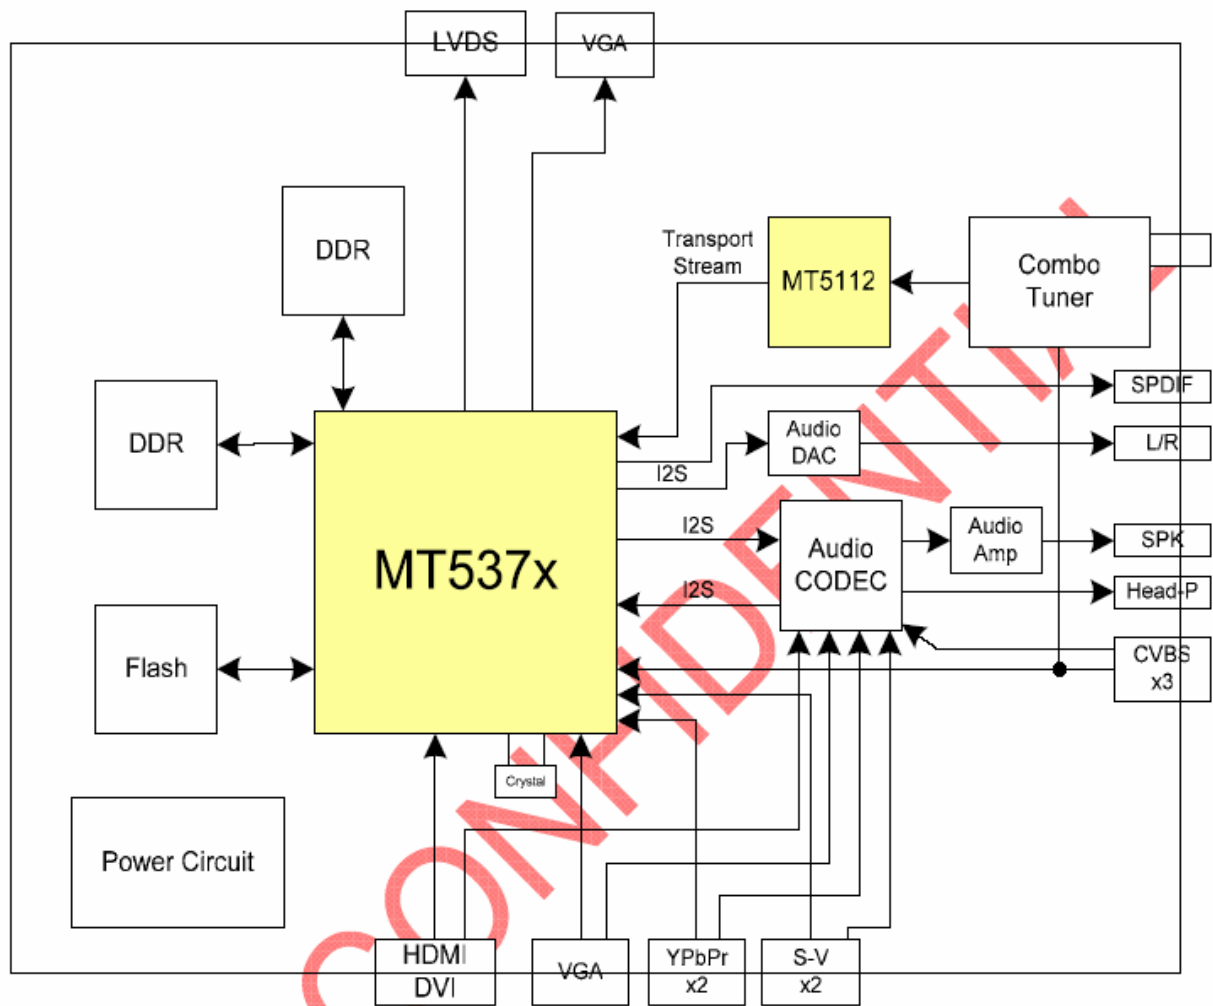 LVDS
VGA
DDR
Transport
Stream
MT5112
Combo
Tuner
SPDIF
DDR
Audio
DAC
L/R
I2S
I2S
Audio
CODEC
Audio
Amp
SPK
MT537x
I2S
Head-P
Flash
CVBS
x3
Crystal
Power Circuit
HDMI
DVI
VGA
YPbPr
x2
S-V
x2
CONFIDENTIAL